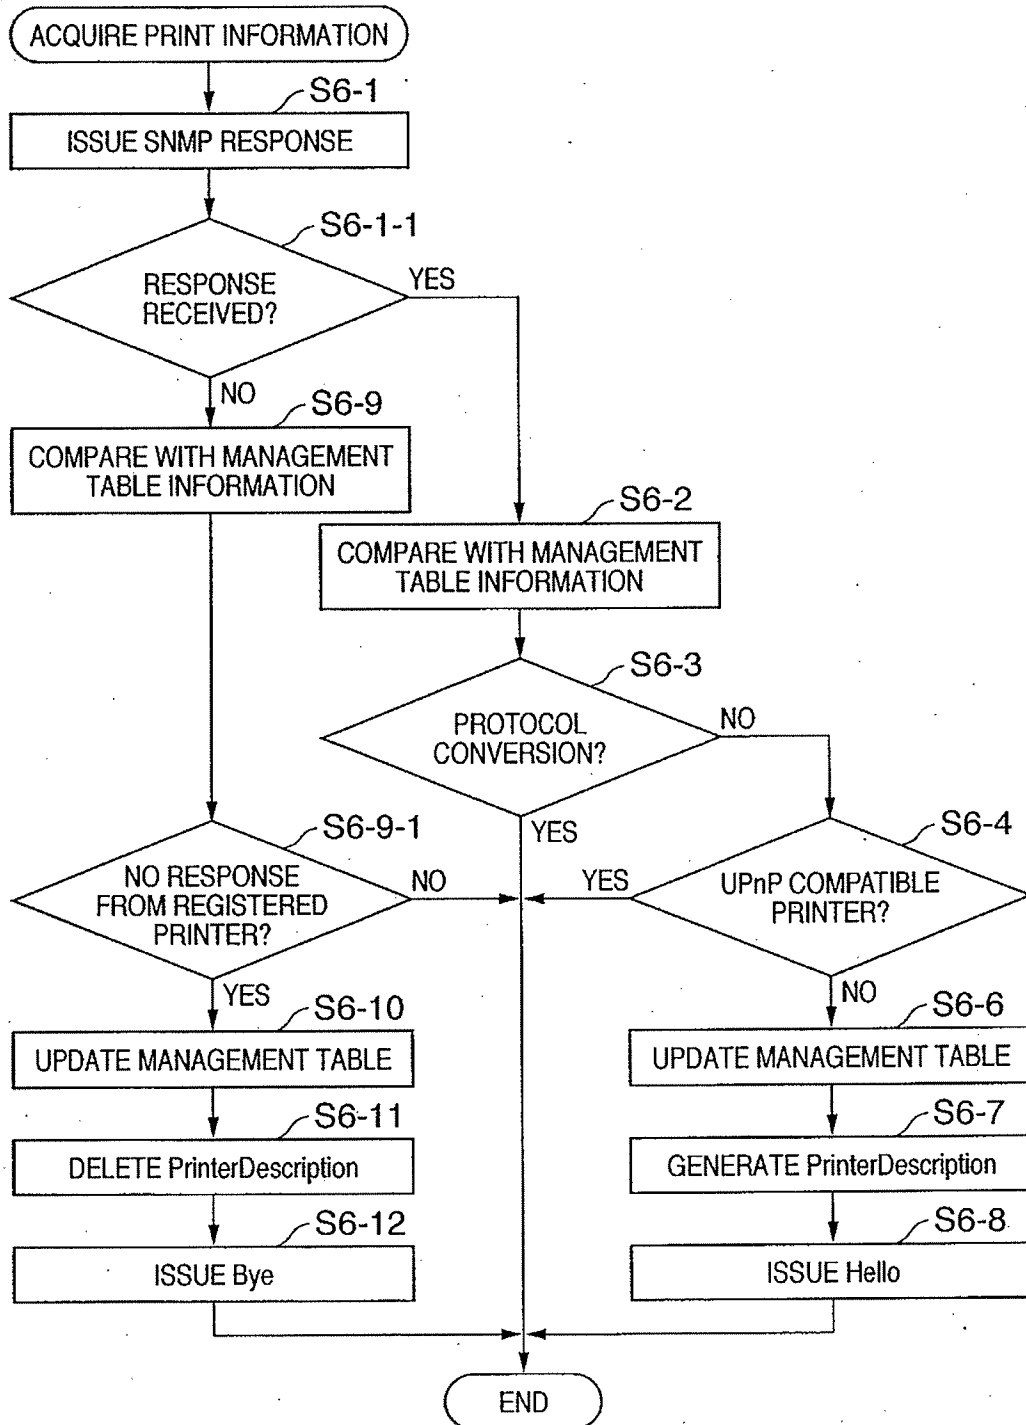 ACQUIRE PRINT INFORMATION
S6-1
ISSUE SNMP RESPONSE
S6-1-1
RESPONSE
RECEIVED?
YES
NO
S6-9
COMPARE WITH MANAGEMENT
TABLE INFORMATION
S6-2
COMPARE WITH MANAGEMENT
TABLE INFORMATION
S6-3
PROTOCOL
CONVERSION?
NO
YES
S6-9-1
NO RESPONSE
FROM REGISTERED
PRINTER?
NO
YES
S6-4
UPnP COMPATIBLE
PRINTER?
YES
NO
S6-10
UPDATE MANAGEMENT TABLE
S6-11
DELETE PrinterDescription
S6-12
ISSUE Bye
S6-6
UPDATE MANAGEMENT TABLE
S6-7
GENERATE PrinterDescription
S6-8
ISSUE Hello
END